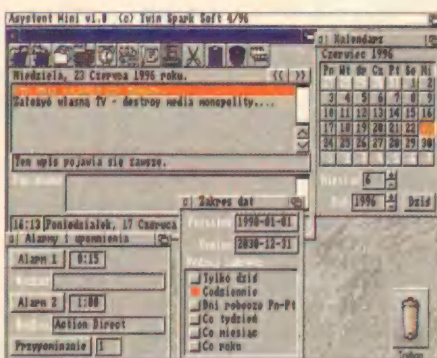 Asystent Mini v1.0 (c) Twin Spark Soft 4/96
Niedziela, 23 Czerwca 1996 roku. << >>
Założyć własną TV - destroy media monopolity....
Ten wpis pojawia się zawsze.
16:13 Poniedziałek, 17 Czerwca
Kalendarz
Czerwiec 1996
Pn Wt Śr Cz Pt So Ni
1 2
3 4 5 6 7 8 9
10 11 12 13 14 15 16
17 18 19 20 21 22
24 25 26 27 28 29 30
6
1996 Dziś
Alarmy i upomnienia
Alarm 1 0:15
Alarm 2 1:00
Action Direct
Przypominanie 1
Zakres dat
1990-01-01
2030-12-31
Tylko dziś
Codziennie
Dni robocze Pn-Pt
Co tydzień
Co miesiąc
Co roku